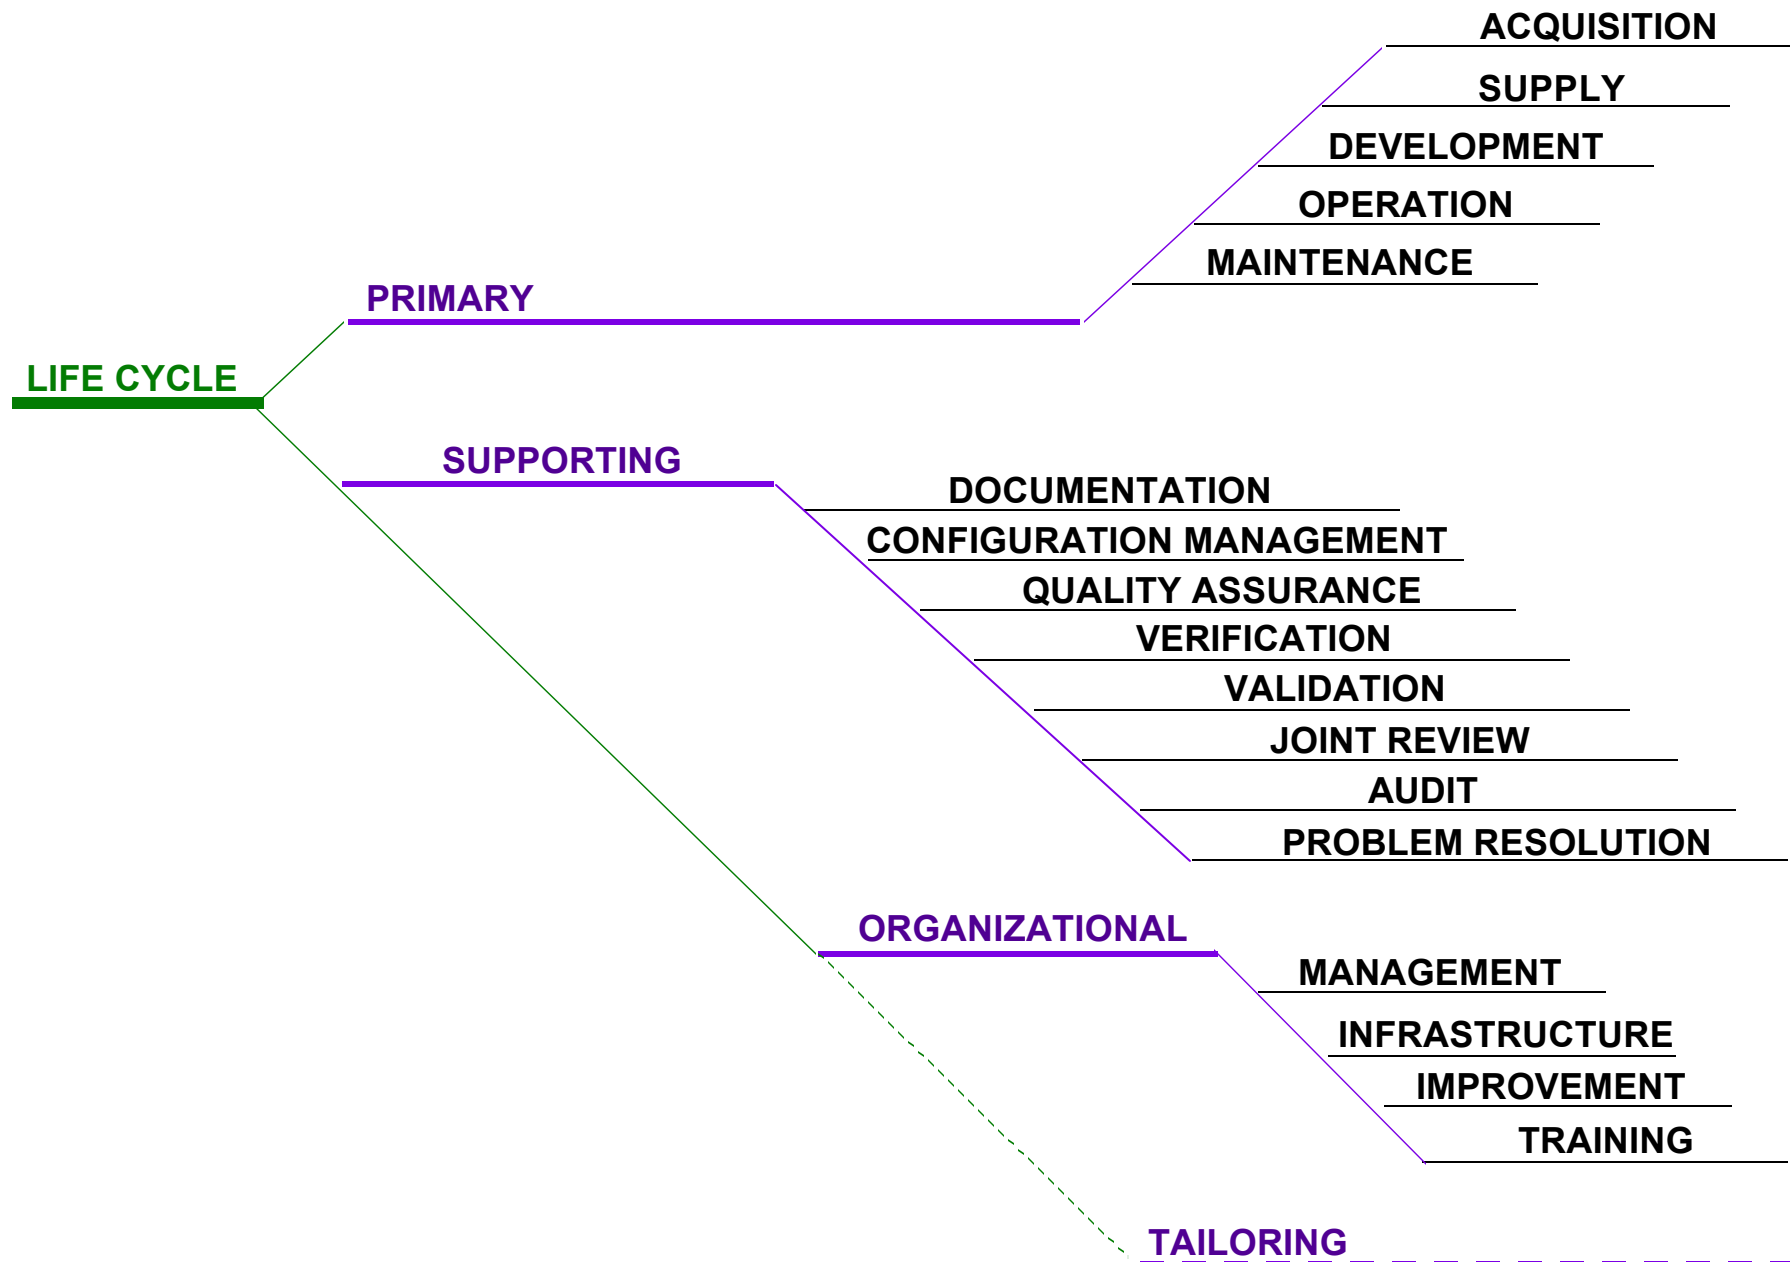 ACQUISITION
SUPPLY
DEVELOPMENT
OPERATION
MAINTENANCE
PRIMARY
LIFE CYCLE
SUPPORTING
DOCUMENTATION
CONFIGURATION MANAGEMENT
QUALITY ASSURANCE
VERIFICATION
VALIDATION
JOINT REVIEW
AUDIT
PROBLEM RESOLUTION
ORGANIZATIONAL
MANAGEMENT
INFRASTRUCTURE
IMPROVEMENT
TRAINING
TAILORING